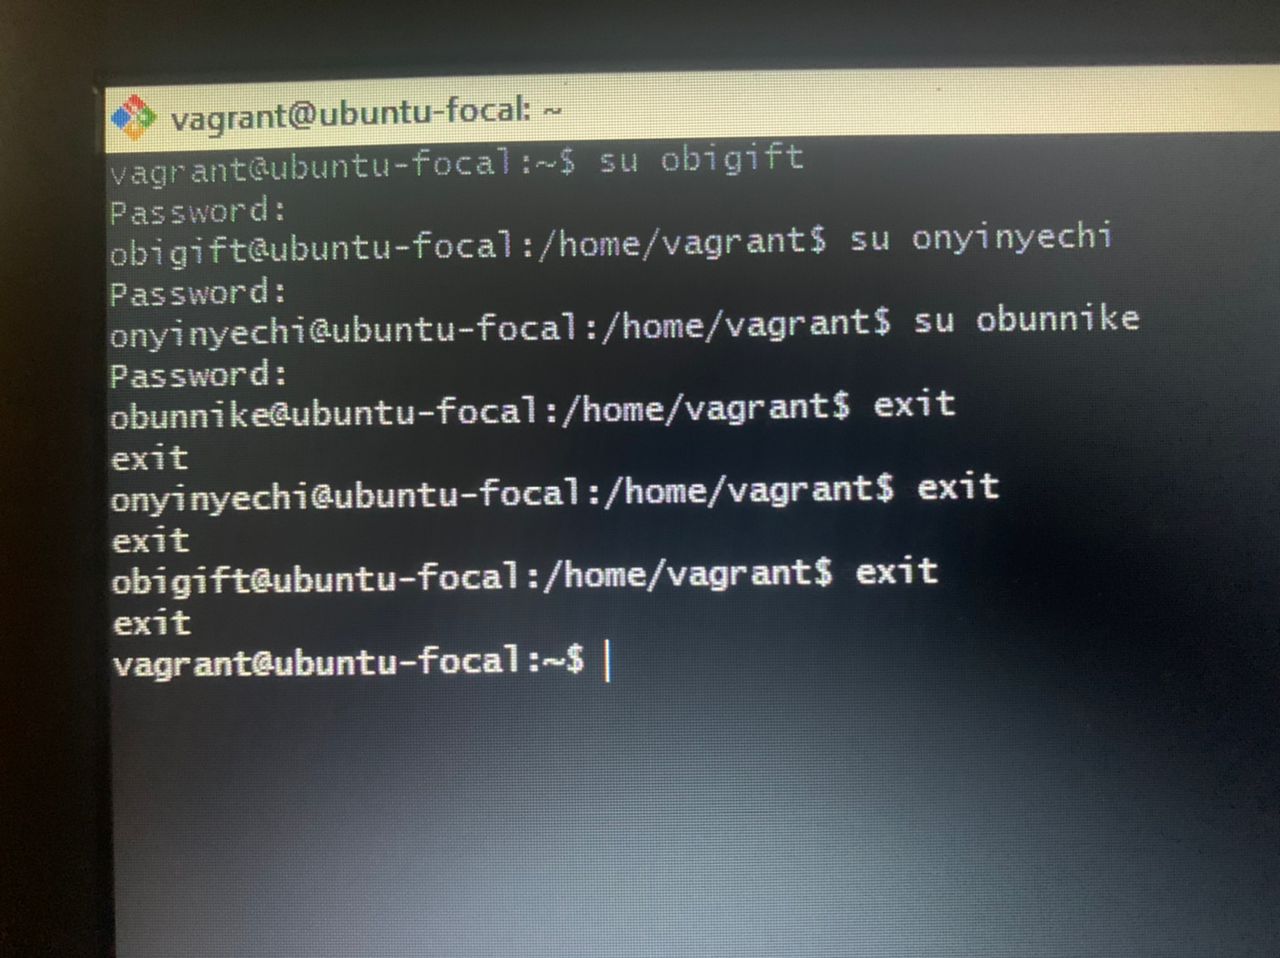 vagrant@ubuntu-focal: ~
vagrant@ubuntu-focal:~$ su obigift
Password:
obigift@ubuntu-focal:/home/vagrant$ su onyinyechi
Password:
onyinyechi@ubuntu-focal:/home/vagrant$ su obunnike
Password:
obunnike@ubuntu-focal:/home/vagrant$ exit
exit
onyinyechi@ubuntu-focal:/home/vagrant$ exit
exit
obigift@ubuntu-focal:/home/vagrant$ exit
exit
vagrant@ubuntu-focal:~$